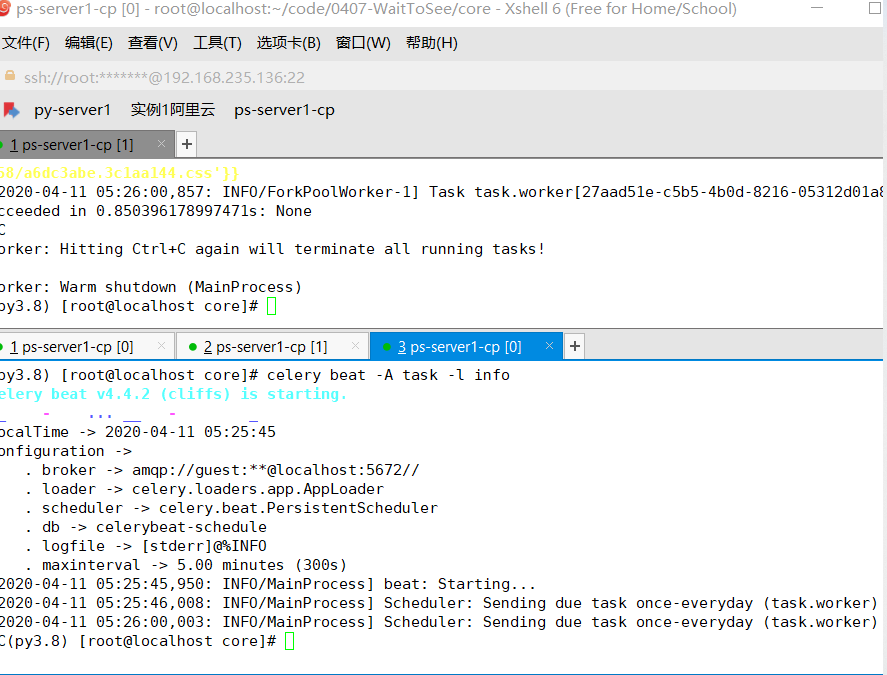 ps-server1-cp [0] - root@localhost:~/code/0407-WaitToSee/core - Xshell 6 (Free for Home/School)
文件(F) 编辑(E) 查看(V) 工具(T) 选项卡(B) 窗口(W) 帮助(H)
ssh://root:*******@192.168.235.136:22
py-server1 实例1阿里云 ps-server1-cp
1 ps-server1-cp [1] × +
58/a6dc3abe.3c1aa144.css'}}
2020-04-11 05:26:00,857: INFO/ForkPoolWorker-1] Task task.worker[27aad51e-c5b5-4b0d-8216-05312d01a8
cceeded in 0.850396178997471s: None
C
orker: Hitting Ctrl+C again will terminate all running tasks!
orker: Warm shutdown (MainProcess)
py3.8) [root@localhost core]#
1 ps-server1-cp [0] × 2 ps-server1-cp [1] × 3 ps-server1-cp [0] × +
py3.8) [root@localhost core]# celery beat -A task -l info
elery beat v4.4.2 (cliffs) is starting.
_ - ... __ - _
ocalTime -> 2020-04-11 05:25:45
onfiguration ->
. broker -> amqp://guest:**@localhost:5672//
. loader -> celery.loaders.app.AppLoader
. scheduler -> celery.beat.PersistentScheduler
. db -> celerybeat-schedule
. logfile -> [stderr]@%INFO
. maxinterval -> 5.00 minutes (300s)
2020-04-11 05:25:45,950: INFO/MainProcess] beat: Starting...
2020-04-11 05:25:46,008: INFO/MainProcess] Scheduler: Sending due task once-everyday (task.worker)
2020-04-11 05:26:00,003: INFO/MainProcess] Scheduler: Sending due task once-everyday (task.worker)
C(py3.8) [root@localhost core]#